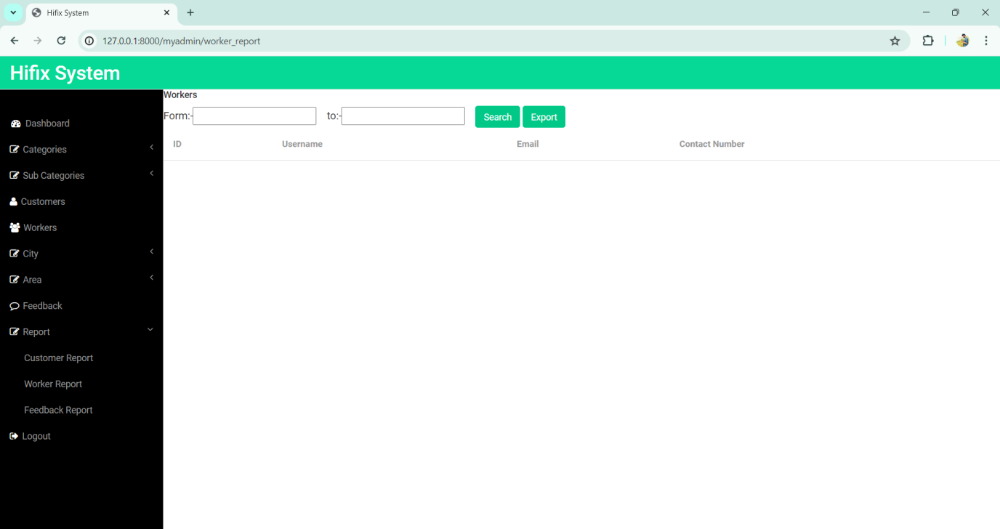 Hifix System
127.0.0.1:8000/myadmin/worker_report
Hifix System
Dashboard
Categories
Sub Categories
Customers
Workers
City
Area
Feedback
Report
Customer Report
Worker Report
Feedback Report
Logout
Workers
Form:- to:- Search Export
ID Username Email Contact Number